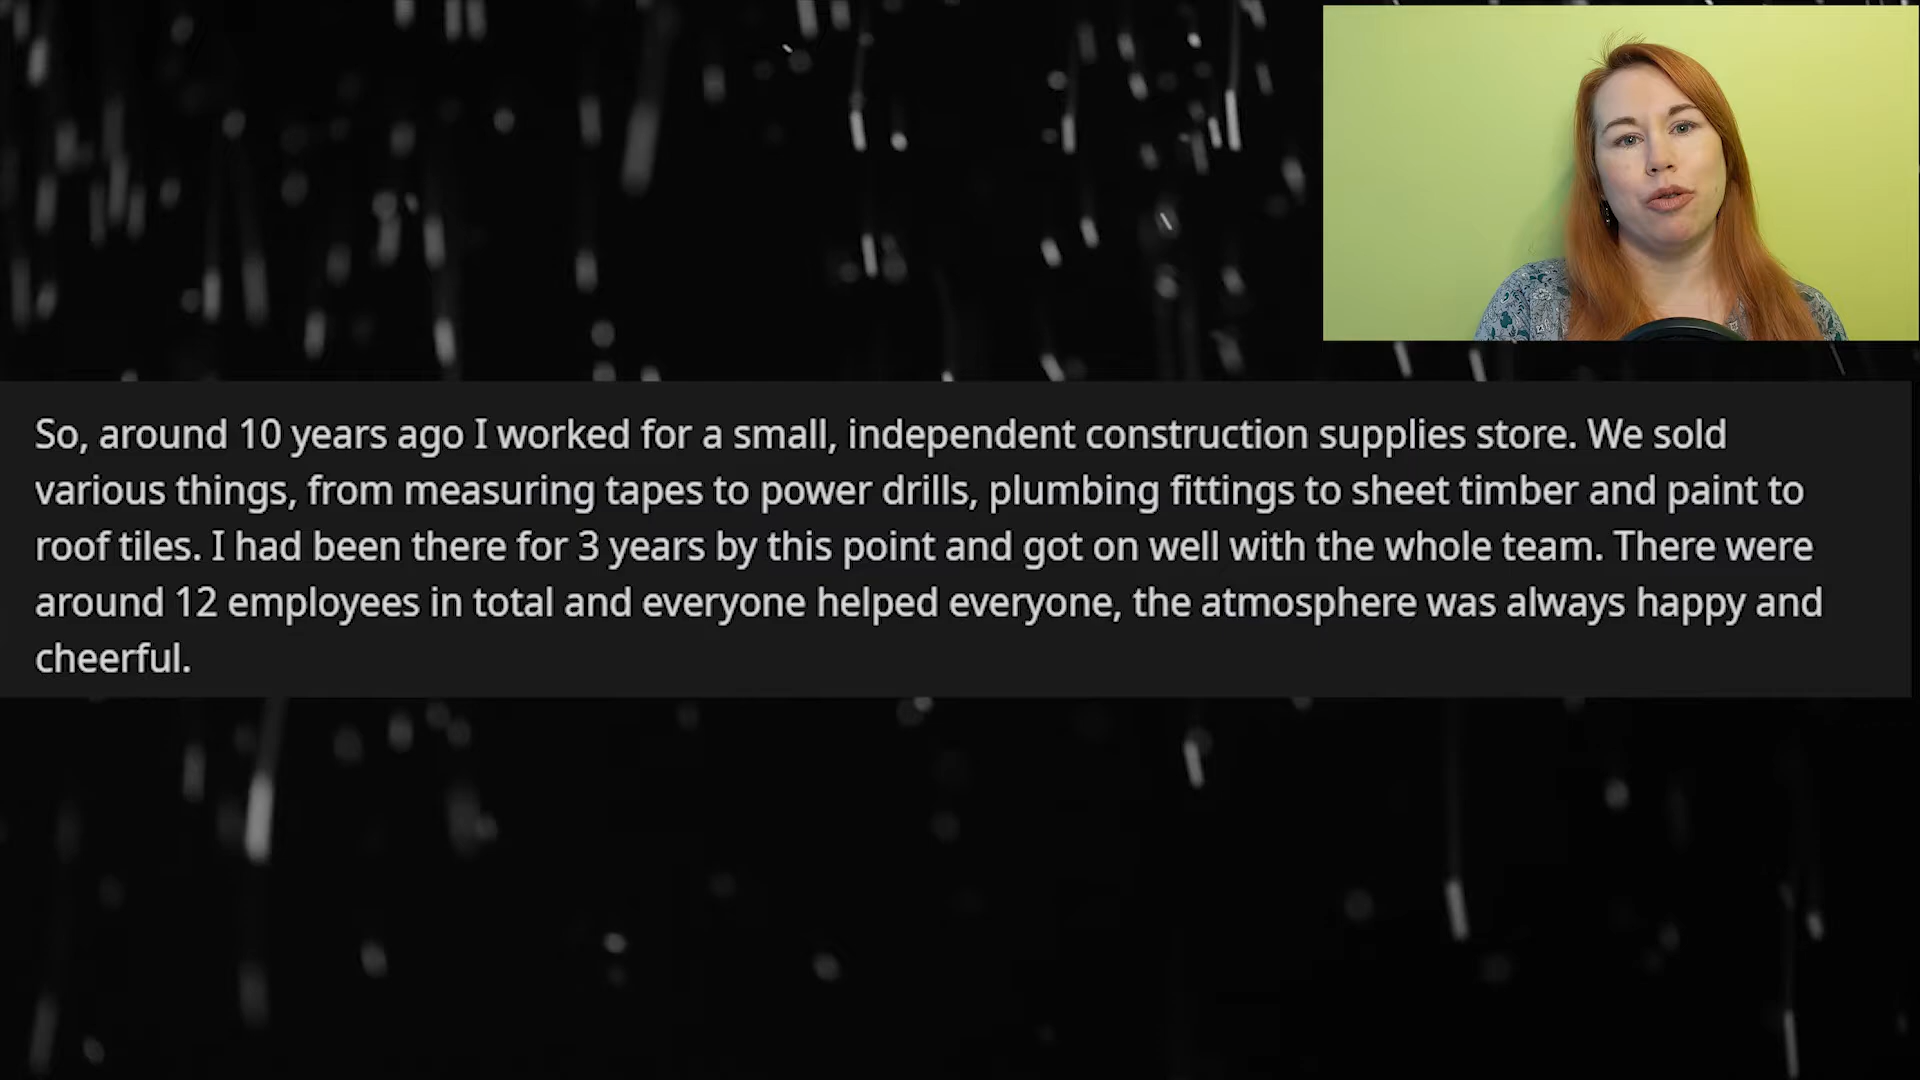 So, around 10 years ago I worked for a small, independent construction supplies store. We sold
various things, from measuring tapes to power drills, plumbing fittings to sheet timber and paint to
roof tiles. I had been there for 3 years by this point and got on well with the whole team. There were
around 12 employees in total and everyone helped everyone, the atmosphere was always happy and
cheerful.